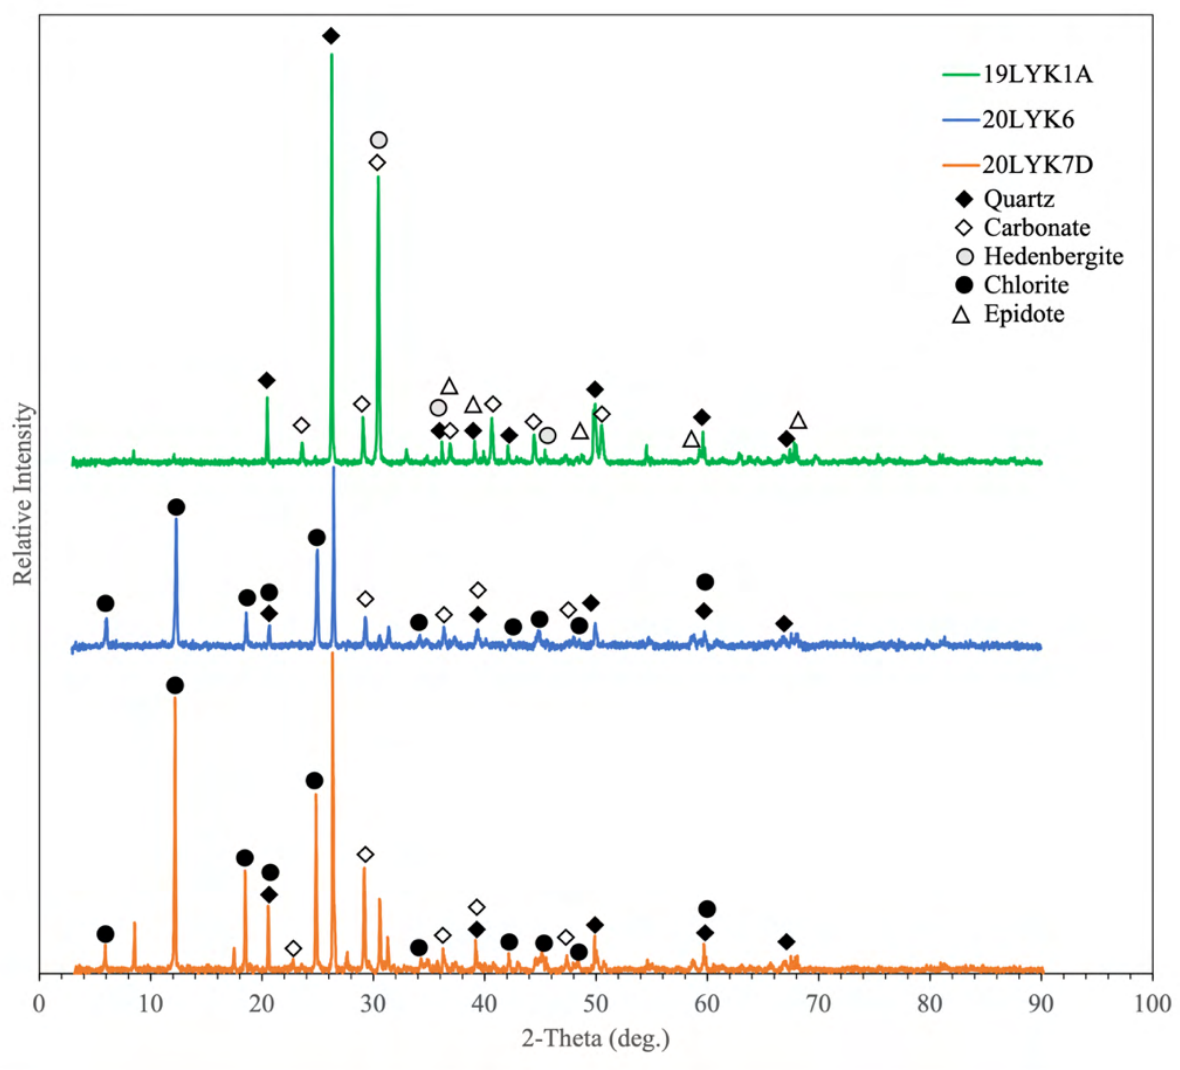 19LYK1A
20LYK6
20LYK7D
Quartz
Carbonate
Hedenbergite
Chlorite
Epidote
Relative Intensity
0 10 20 30 40 50 60 70 80 90 100
2-Theta (deg.)